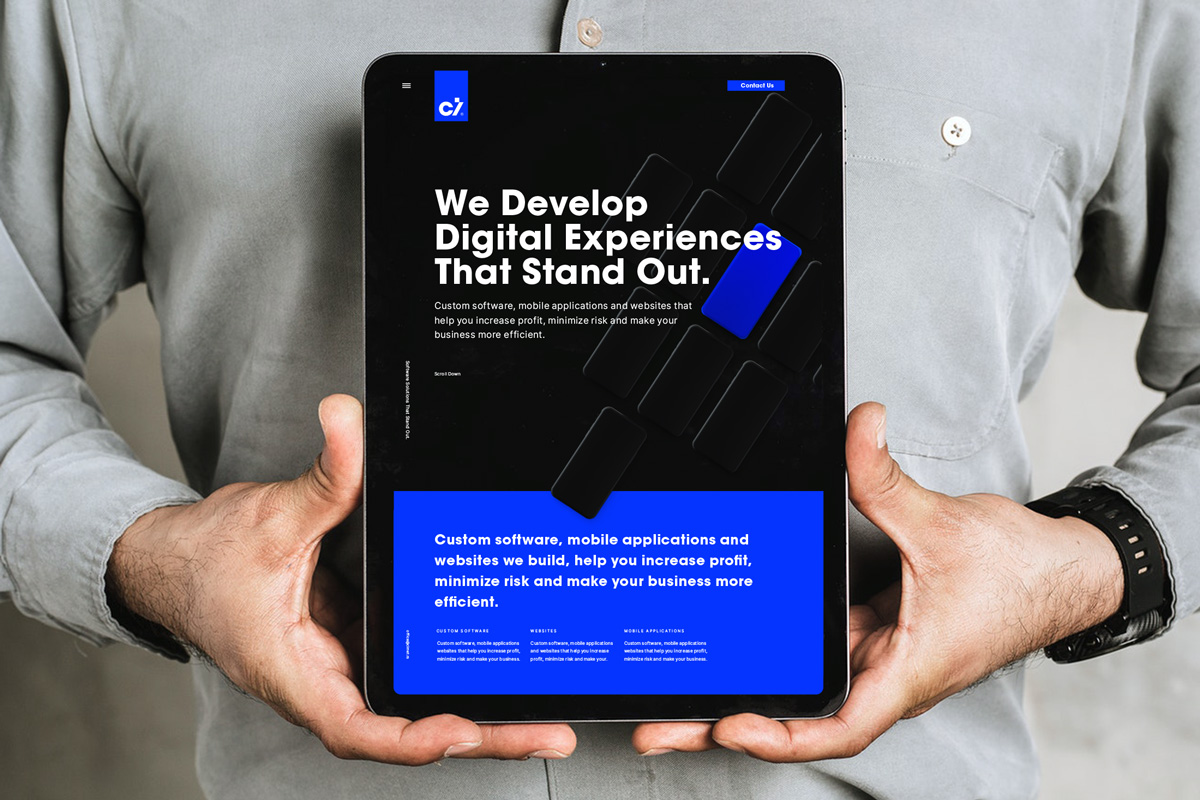 Contact Us
We Develop
Digital Experiences
That Stand Out.
Custom software, mobile applications and websites that
help you increase profit, minimize risk and make your
business more efficient.
Scroll Down
Software Solutions That Stand Out.
Custom software, mobile applications and
websites we build, help you increase profit,
minimize risk and make your business more
efficient.
CUSTOM SOFTWARE
Custom software, mobile applications
websites that help you increase profit,
minimize risk and make your business.
WEBSITES
Custom software, mobile applications
and websites that help you increase
profit, minimize risk and make your.
MOBILE APPLICATIONS
Custom software, mobile applications
websites that help you increase profit,
minimize risk and make your business.